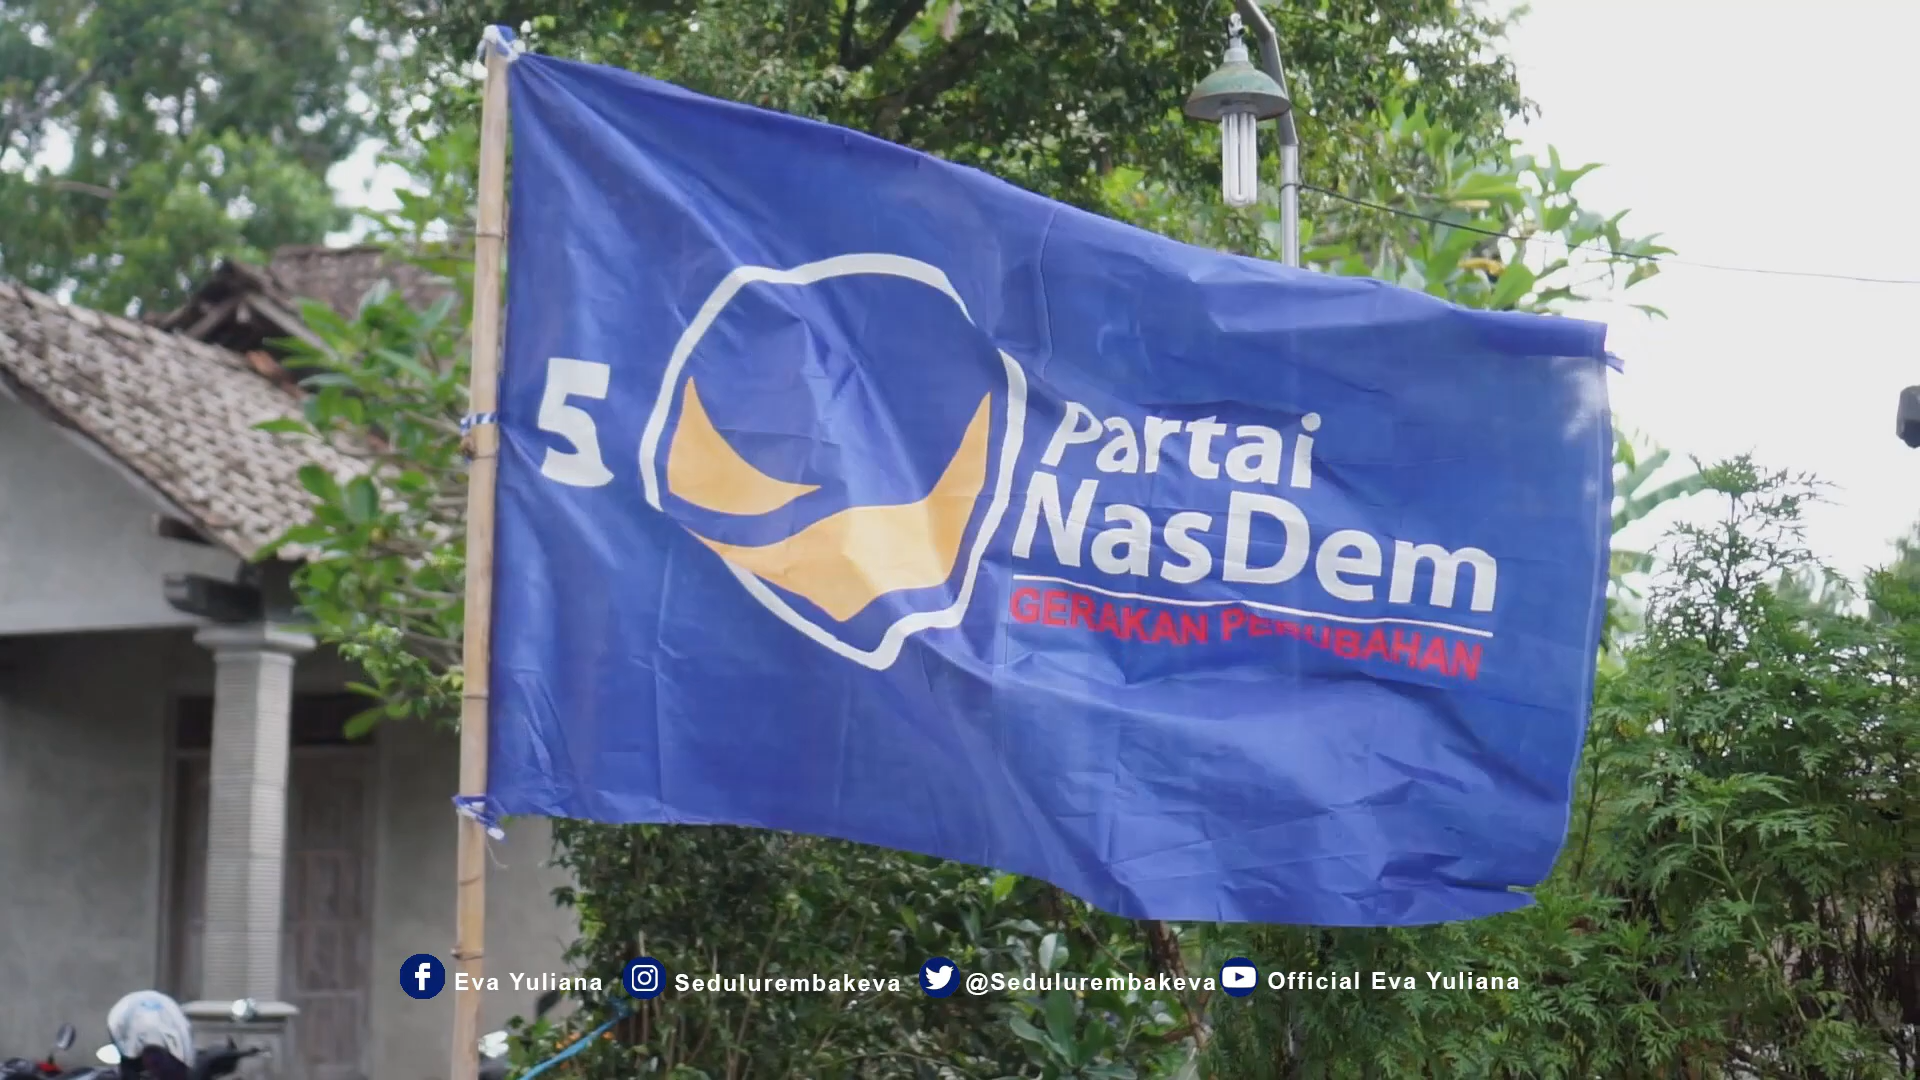 5
Partai
NasDem
GERAKAN PERUBAHAN
Eva Yuliana
Sedulurembakeva
@Sedulurembakeva
Official Eva Yuliana